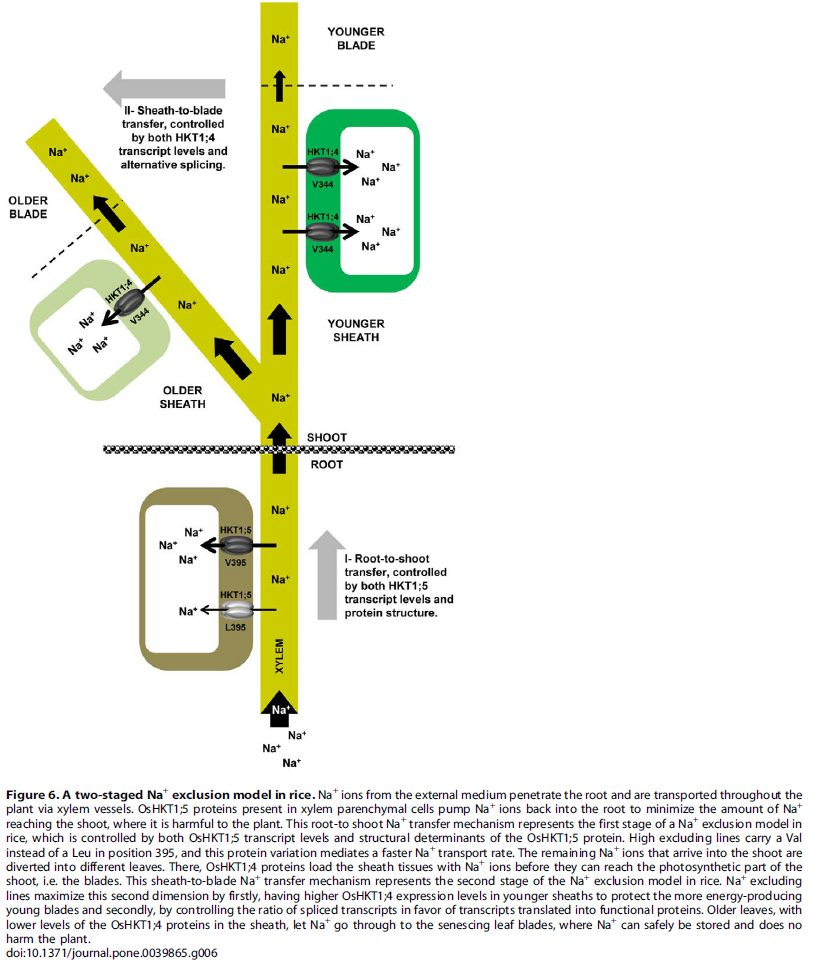 Na⁺
YOUNGER
BLADE
II- Sheath-to-blade
transfer, controlled
by both HKT1;4
transcript levels and
alternative splicing.
Na⁺
HKT1;4
V344
Na⁺
Na⁺
Na⁺
Na⁺
Na⁺
OLDER
BLADE
Na⁺
HKT1;4
V344
Na⁺
Na⁺
Na⁺
Na⁺
Na⁺
HKT1;4
V344
Na⁺
Na⁺
Na⁺
Na⁺
YOUNGER
SHEATH
OLDER
SHEATH
Na⁺
SHOOT
ROOT
Na⁺
HKT1;5
V395
Na⁺
Na⁺
Na⁺
Na⁺
HKT1;5
L395
Na⁺
I- Root-to-shoot
transfer, controlled
by both HKT1;5
transcript levels and
protein structure.
XYLEM
Na⁺
Na⁺
Na⁺
Na⁺
Figure 6. A two-staged Na⁺ exclusion model in rice. Na⁺ ions from the external medium penetrate the root and are transported throughout the
plant via xylem vessels. OsHKT1;5 proteins present in xylem parenchymal cells pump Na⁺ ions back into the root to minimize the amount of Na⁺
reaching the shoot, where it is harmful to the plant. This root-to shoot Na⁺ transfer mechanism represents the first stage of a Na⁺ exclusion model in
rice, which is controlled by both OsHKT1;5 transcript levels and structural determinants of the OsHKT1;5 protein. High excluding lines carry a Val
instead of a Leu in position 395, and this protein variation mediates a faster Na⁺ transport rate. The remaining Na⁺ ions that arrive into the shoot are
diverted into different leaves. There, OsHKT1;4 proteins load the sheath tissues with Na⁺ ions before they can reach the photosynthetic part of the
shoot, i.e. the blades. This sheath-to-blade Na⁺ transfer mechanism represents the second stage of the Na⁺ exclusion model in rice. Na⁺ excluding
lines maximize this second dimension by firstly, having higher OsHKT1;4 expression levels in younger sheaths to protect the more energy-producing
young blades and secondly, by controlling the ratio of spliced transcripts in favor of transcripts translated into functional proteins. Older leaves, with
lower levels of the OsHKT1;4 proteins in the sheath, let Na⁺ go through to the senescing leaf blades, where Na⁺ can safely be stored and does no
harm the plant.
doi:10.1371/journal.pone.0039865.g006